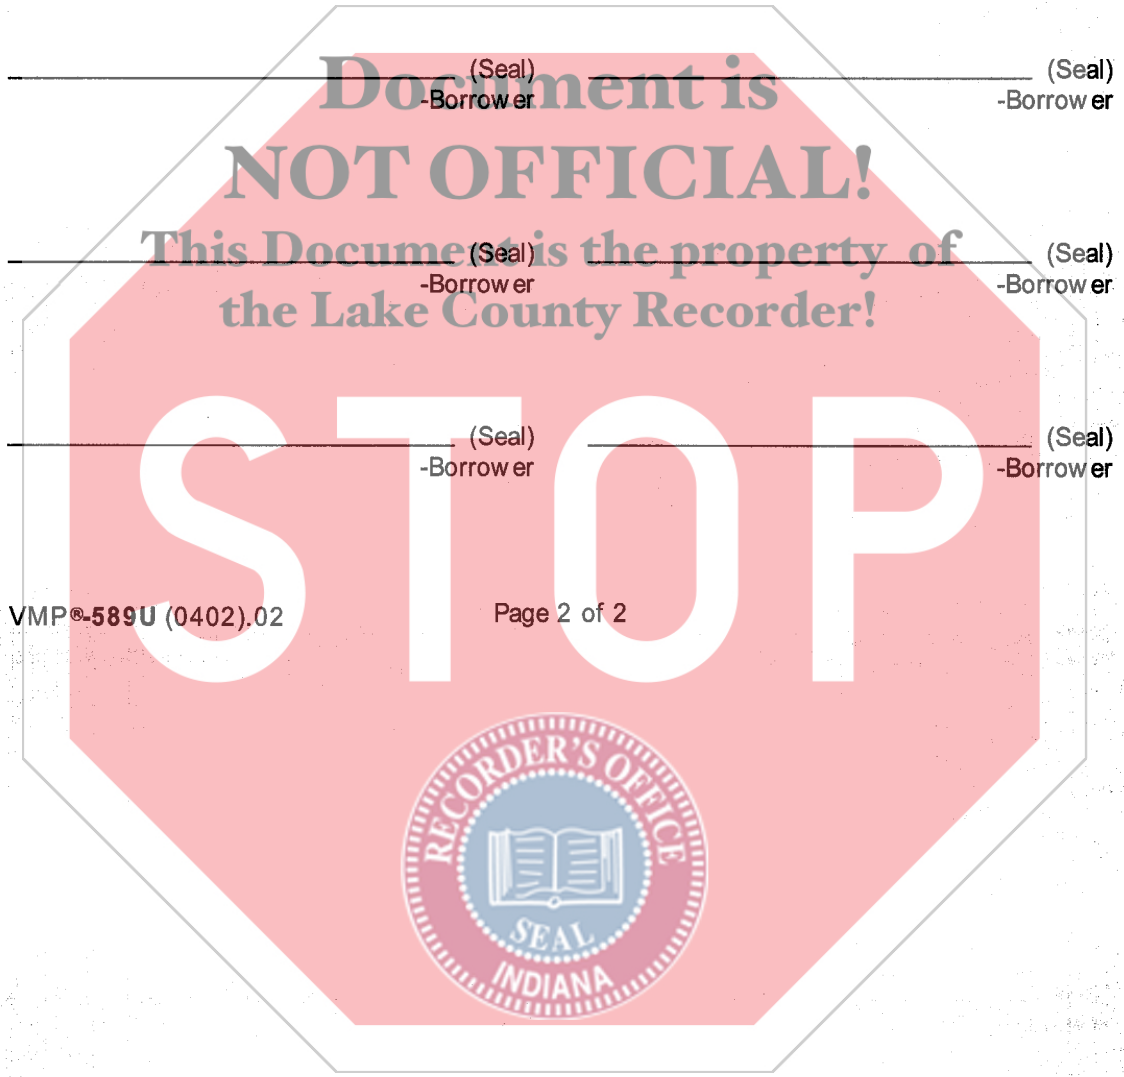 Document is
(Seal) (Seal)
-Borrower -Borrower
NOT OFFICIAL!
This Document is the property of
(Seal) (Seal)
-Borrower -Borrower
the Lake County Recorder!
(Seal) (Seal)
-Borrower -Borrower
STOP
VMP®-589U (0402).02 Page 2 of 2
RECORDER'S OFFICE
SEAL
INDIANA